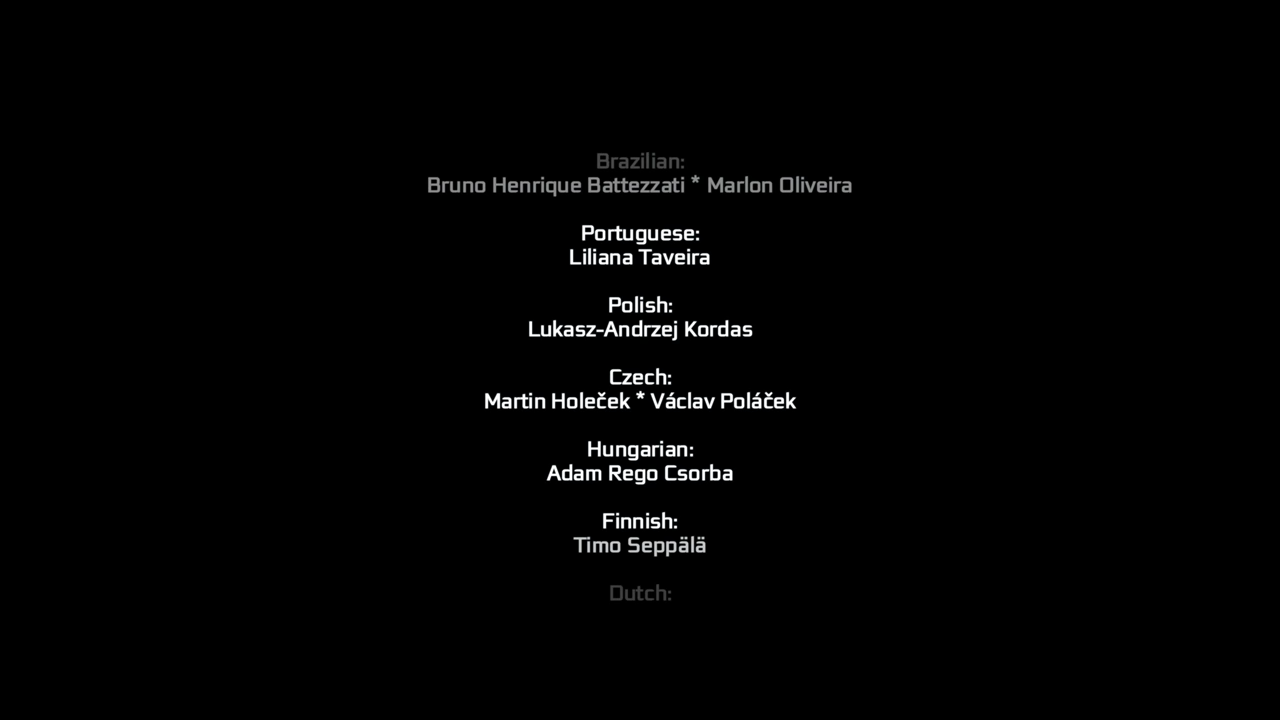 Brazilian:
Bruno Henrique Battezzati * Marlon Oliveira
Portuguese:
Liliana Taveira
Polish:
Lukasz-Andrzej Kordas
Czech:
Martin Holeček * Václav Poláček
Hungarian:
Adam Rego Csorba
Finnish:
Timo Seppälä
Dutch: